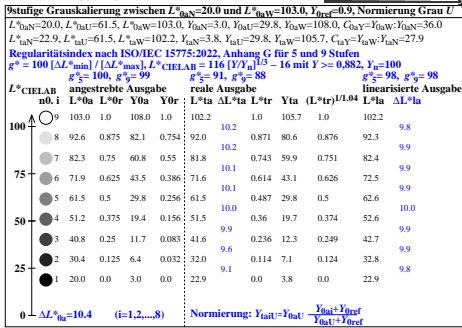 9stufige Grauskalierung zwischen L*0aN=20.0 und L*0aW=103.0, Y0ref=0.9, Normierung Grau U
L*0aN=20.0, L*0aU=61.5, L*0aW=103.0, Y0aN=3.0, Y0aU=29.8, Y0aW=108.0, C0aY=Y0aW:Y0aN=36.0
L*taN=22.9, L*taU=61.5, L*taW=102.2, YtaN=3.8, YtaU=29.8, YtaW=105.7, CtaY=YtaW:YtaN=27.9
Regularitätsindex nach ISO/IEC 15775:2022, Anhang G für 5 und 9 Stufen
g* = 100 [ΔL*min] / [ΔL*max], L*CIELAB = 116 [Y/Yn]1/3 − 16 mit Y >= 0,882, Yn=100
g*5= 100, g*9= 99 g*5= 91, g*9= 88 g*5= 98, g*9= 98
L*CIELAB angestrebte Ausgabe reale Ausgabe linearisierte Ausgabe
n0. i L*0a L*0r Y0a Y0r L*ta ΔL*ta L*tr Yta (L*tr)1/1.04 L*la ΔL*la
9 103.0 1.0 108.0 1.0 102.2 1.0 105.7 1.0 102.3
100
10.2 9.8
8 92.6 0.875 82.1 0.754 92.0 0.871 80.6 0.876 92.4
10.2 9.9
7 82.3 0.75 60.8 0.55 81.8 0.743 59.9 0.751 82.4
10.1 9.9
6 71.9 0.625 43.5 0.386 71.6 0.614 43.1 0.626 72.5
10.1 9.9
5 61.5 0.5 29.8 0.256 61.5 0.487 29.8 0.5 62.6
10.0 10.0
50
4 51.2 0.375 19.4 0.156 51.5 0.36 19.7 0.374 52.6
9.9 9.9
3 40.8 0.25 11.7 0.083 41.6 0.236 12.3 0.249 42.7
9.6 9.9
2 30.4 0.125 6.4 0.032 32.0 0.114 7.1 0.124 32.8
25
9.1 9.8
1 20.0 0.0 3.0 0.0 22.9 0.0 3.8 0.0 22.9
0 ΔL*0a=10.4 (i=1,2,...,8) Normierung: YtaiU=Y0aU Y0ai+Y0ref
Y0aU+Y0ref